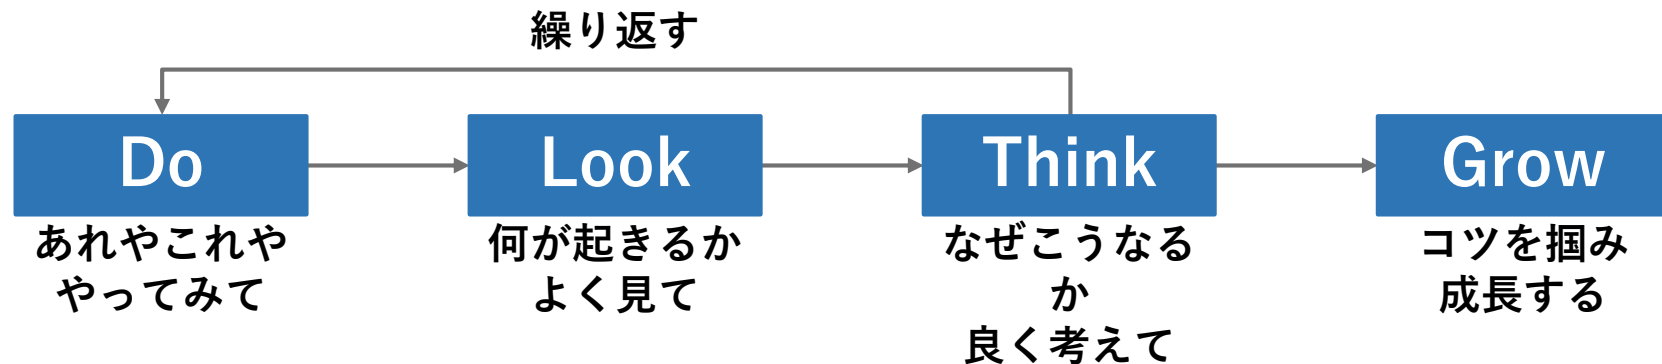 繰り返す
Do
Look
Think
Grow
あれやこれや
やってみて
何が起きるか
よく見て
なぜこうなる
か
良く考えて
コツを掴み
成長する